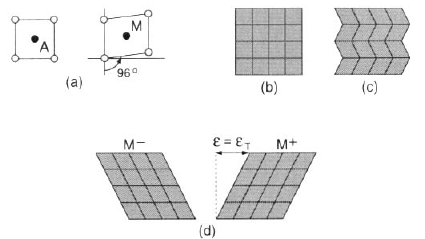 A
M
96°
(a)
(b)
(c)
M−
ε = ε_T
M+
(d)